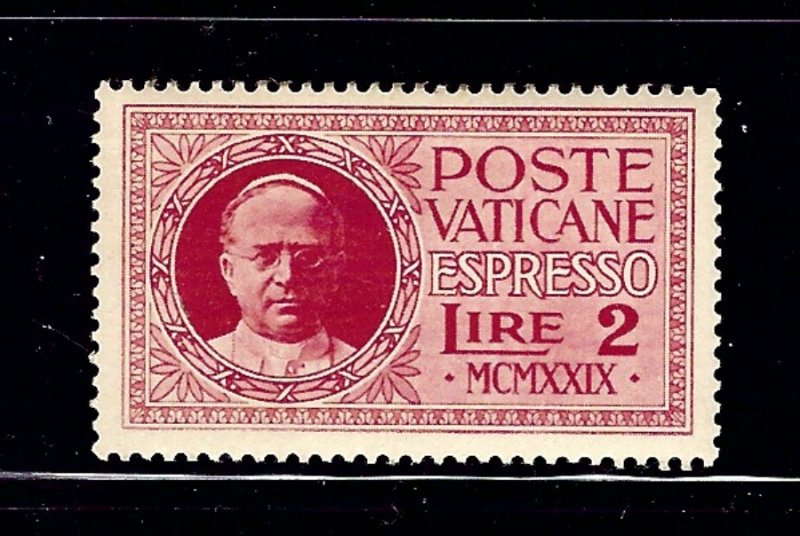 POSTE
VATICANE
ESPRESSO
LIRE 2
· MCMXXIX ·